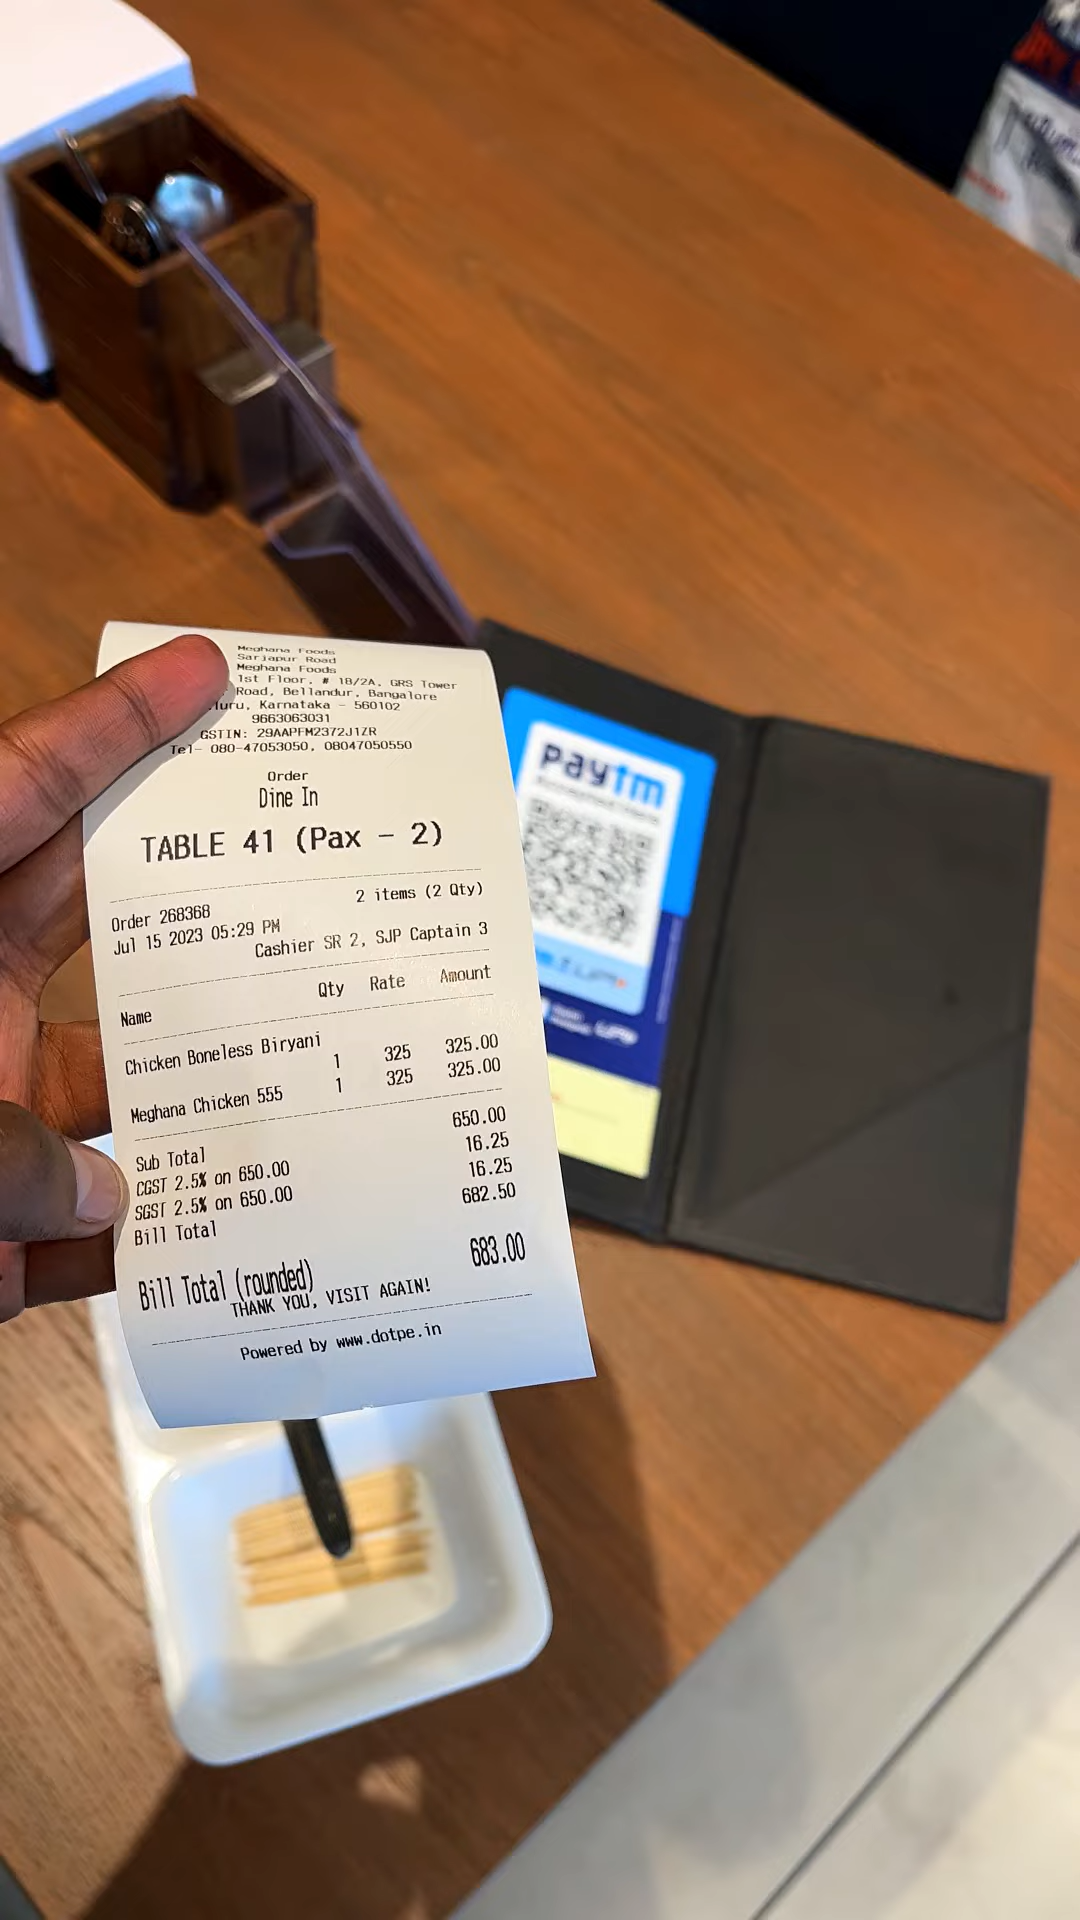 Meghana Foods
Sarjapur Road
Meghana Foods
1st Floor, # 18/2A, GRS Tower
Road, Bellandur, Bangalore
luru, Karnataka - 560102
9663063031
GSTIN: 29AAPFM2372J1ZR
Tel- 080-47053050, 08047050550
Order
Dine In
TABLE 41 (Pax - 2)
2 items (2 Qty)
Order 268368
Jul 15 2023 05:29 PM
Cashier SR 2, SJP Captain 3
Name Qty Rate Amount
Chicken Boneless Biryani
1 325 325.00
Meghana Chicken 555 1 325 325.00
Sub Total 650.00
CGST 2.5% on 650.00 16.25
SGST 2.5% on 650.00 16.25
Bill Total 682.50
Bill Total (rounded) 683.00
THANK YOU, VISIT AGAIN!
Powered by www.dotpe.in
paytm
UPI